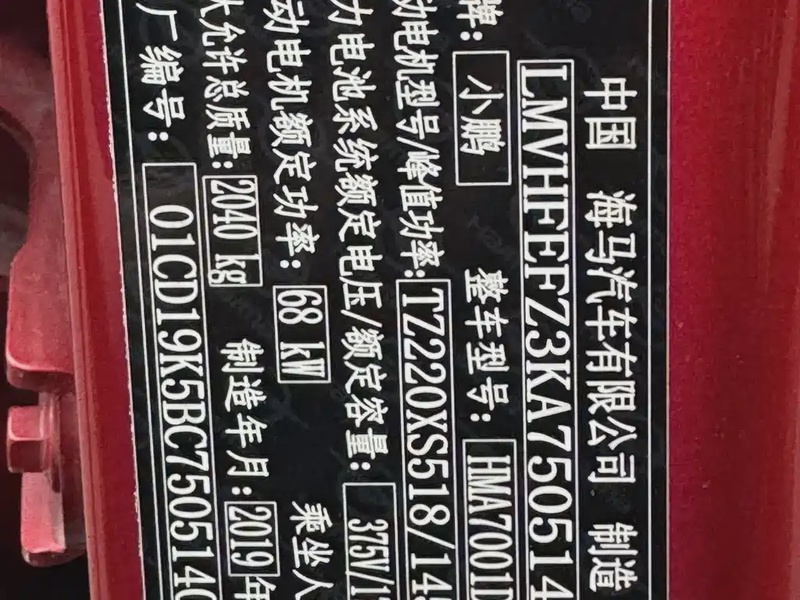 中国 海马汽车有限公司 制造
LMVHFEFZ3KA750514
牌: 小鹏 整车型号: HMA7001D
动电机型号/峰值功率: TZ220XS518/145
力电池系统额定电压/额定容量: 375V/1
动电机额定功率: 68 kW 乘坐人
大允许总质量: 2040 kg 制造年月: 2019年
厂编号: 01CD19K5BC750514